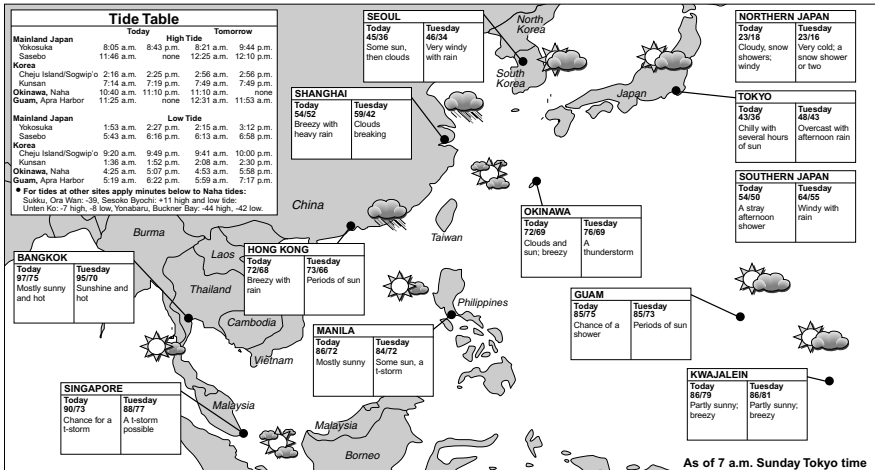 Tide Table
Today Tomorrow
Mainland Japan High Tide
Yokosuka 8:05 a.m. 8:43 p.m. 8:21 a.m. 9:44 p.m.
Sasebo 11:46 a.m. none 12:25 a.m. 12:10 p.m.
Korea
Cheju Island/Sogwip'o 2:16 a.m. 2:25 p.m. 2:56 a.m. 2:56 p.m.
Kunsan 7:14 a.m. 7:19 p.m. 7:49 a.m. 7:49 p.m.
Okinawa, Naha 10:40 a.m. 11:10 p.m. 11:10 a.m. none
Guam, Apra Harbor 11:25 a.m. none 12:31 a.m. 11:53 a.m.
Mainland Japan Low Tide
Yokosuka 1:53 a.m. 2:27 p.m. 2:15 a.m. 3:12 p.m.
Sasebo 5:43 a.m. 6:16 p.m. 6:13 a.m. 6:58 p.m.
Korea
Cheju Island/Sogwip'o 9:20 a.m. 9:49 p.m. 9:41 a.m. 10:00 p.m.
Kunsan 1:36 a.m. 1:52 p.m. 2:08 a.m. 2:30 p.m.
Okinawa, Naha 4:25 a.m. 5:07 p.m. 4:53 a.m. 5:58 p.m.
Guam, Apra Harbor 5:19 a.m. 6:22 p.m. 5:59 a.m. 7:17 p.m.
• For tides at other sites apply minutes below to Naha tides:
Sukku, Ora Wan: -39, Sesoko Byochi: +11 high and low tide:
Unten Ko: -7 high, -8 low, Yonabaru, Buckner Bay: -44 high, -42 low.
SEOUL
Today Tuesday
45/36 46/34
Some sun, Very windy
then clouds with rain
North
Korea
South
Korea
Japan
NORTHERN JAPAN
Today Tuesday
23/18 23/16
Cloudy, snow Very cold; a
showers; snow shower
windy or two
SHANGHAI
Today Tuesday
54/52 59/42
Breezy with Clouds
heavy rain breaking
TOKYO
Today Tuesday
43/36 48/43
Chilly with Overcast with
several hours afternoon rain
of sun
SOUTHERN JAPAN
Today Tuesday
54/50 64/55
A stray Windy with
afternoon rain
shower
China
Taiwan
OKINAWA
Today Tuesday
72/69 76/69
Clouds and A
sun; breezy thunderstorm
Burma
Laos
Thailand
Cambodia
Vietnam
BANGKOK
Today Tuesday
97/75 95/70
Mostly sunny Sunshine and
and hot hot
HONG KONG
Today Tuesday
72/68 73/66
Breezy with Periods of sun
rain
Philippines
GUAM
Today Tuesday
85/75 85/73
Chance of a Periods of sun
shower
MANILA
Today Tuesday
86/72 84/72
Mostly sunny Some sun, a
t-storm
KWAJALEIN
Today Tuesday
86/79 86/81
Partly sunny; Partly sunny;
breezy breezy
SINGAPORE
Today Tuesday
90/73 88/77
Chance for a A t-storm
t-storm possible
Malaysia
Malaysia
Borneo
As of 7 a.m. Sunday Tokyo time